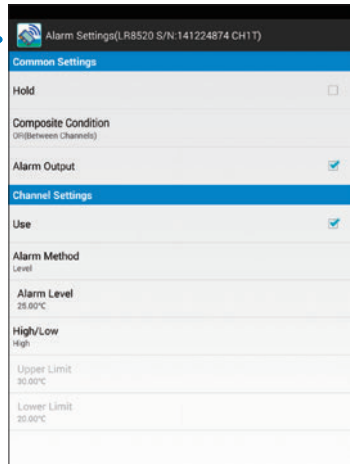 Alarm Settings(LR8520 S/N:141224874 CH1T)
Common Settings
Hold
Composite Condition
OR(Between Channels)
Alarm Output
Channel Settings
Use
Alarm Method
Level
Alarm Level
25.00°C
High/Low
High
Upper Limit
30.00°C
Lower Limit
20.00°C